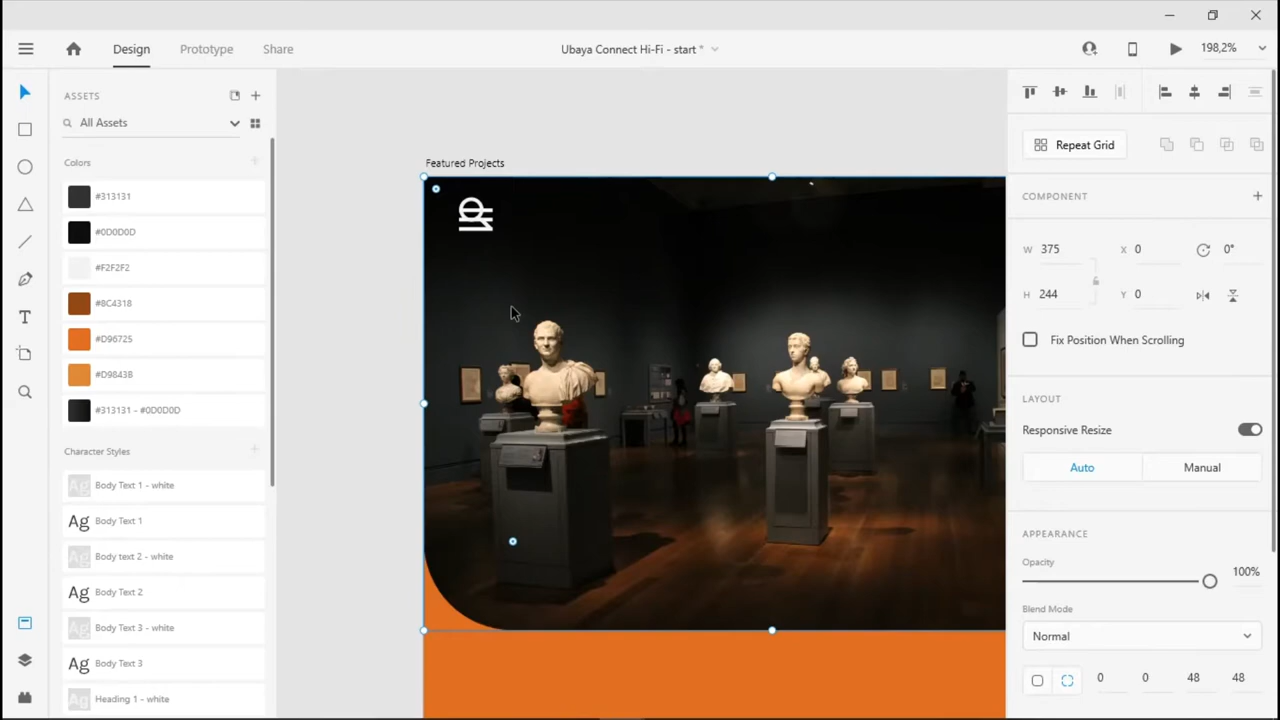 Design
Prototype
Share
Ubaya Connect Hi-Fi - start *
198,2%
ASSETS
All Assets
Colors
#313131
#0D0D0D
#F2F2F2
#8C4318
#D96725
#D9843B
#313131 - #0D0D0D
Character Styles
Ag Body Text 1 - white
Ag Body Text 1
Ag Body text 2 - white
Ag Body Text 2
Ag Body Text 3 - white
Ag Body Text 3
Ag Heading 1 - white
Featured Projects
Repeat Grid
COMPONENT
W 375 X 0 0°
H 244 Y 0
Fix Position When Scrolling
LAYOUT
Responsive Resize
Auto Manual
APPEARANCE
Opacity
100%
Blend Mode
Normal
0 0 48 48